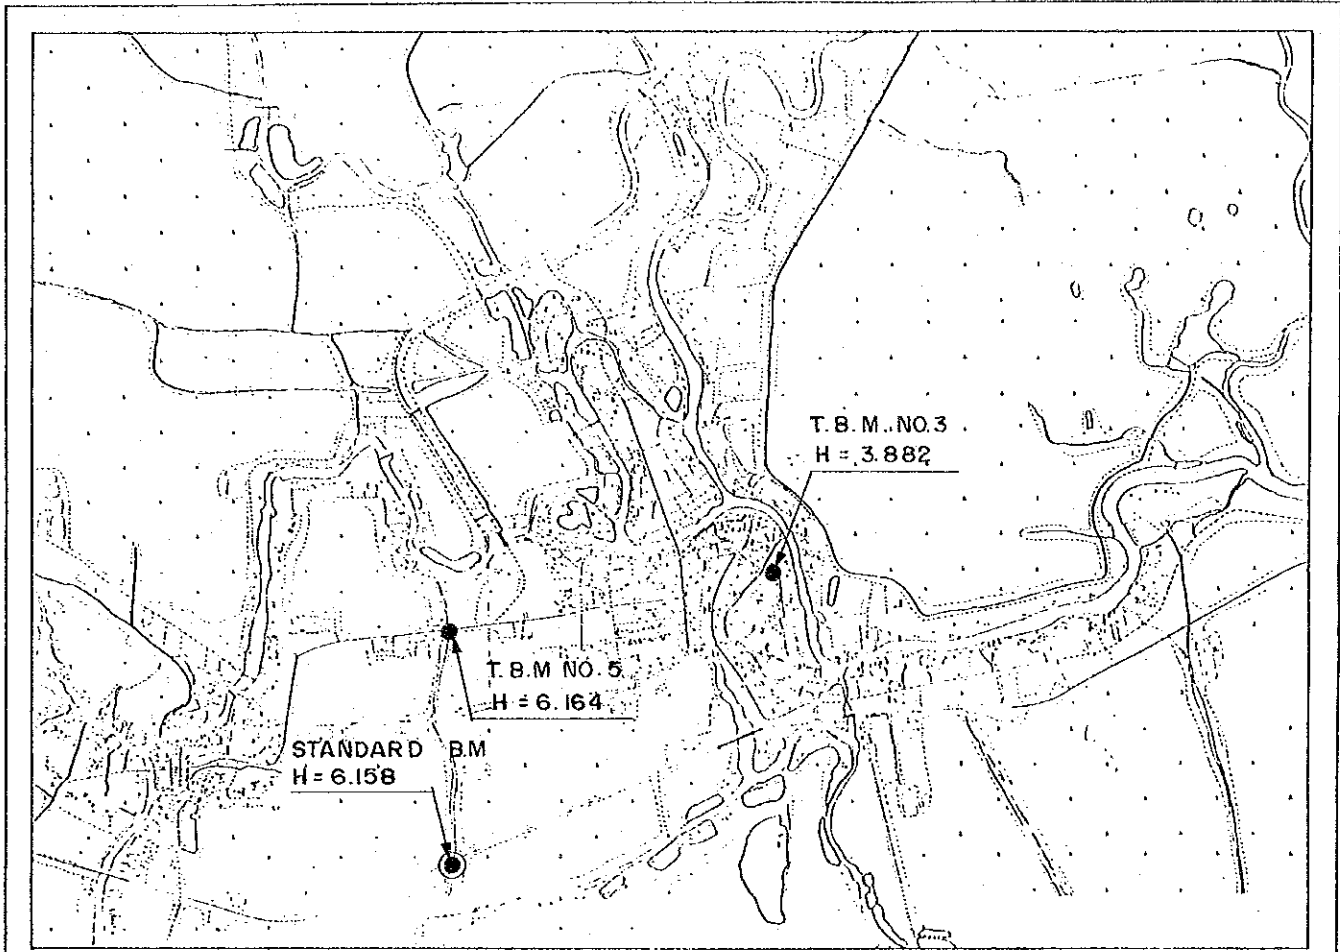 T. B. M. NO. 3
H = 3.882
T. B. M NO. 5
H = 6.164
STANDARD B.M
H = 6.158